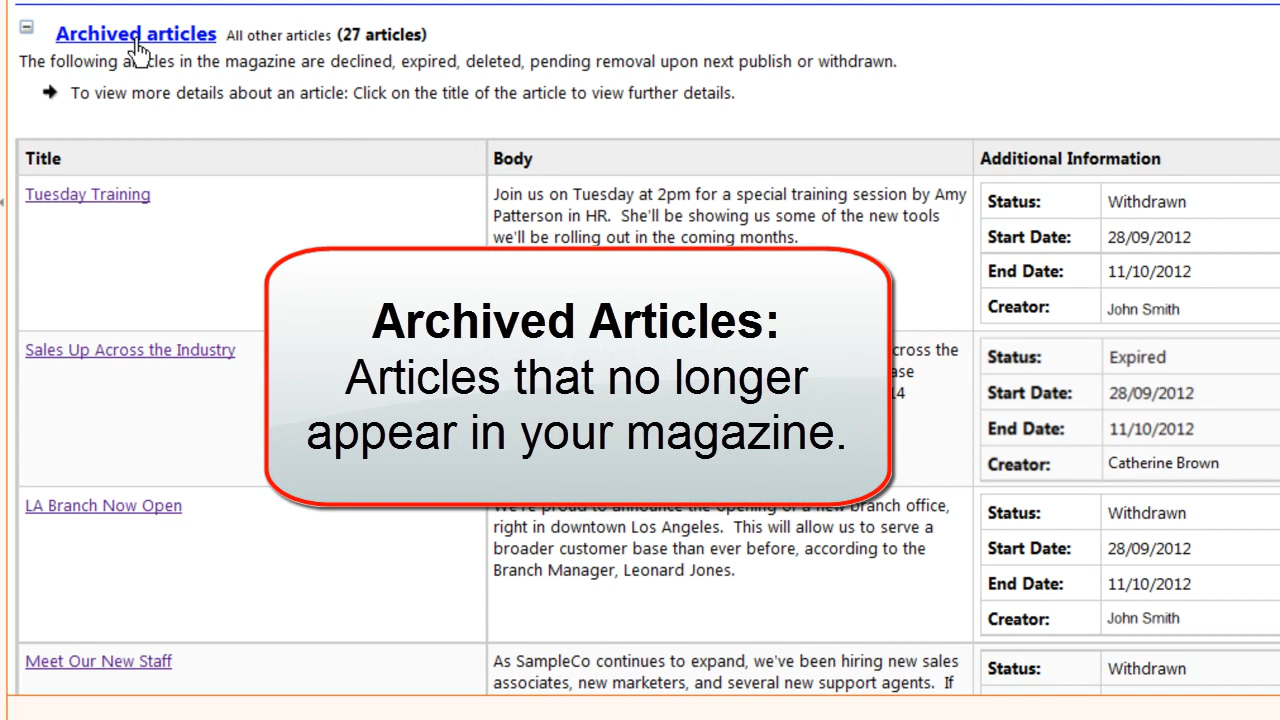 Archived articles All other articles (27 articles)
The following articles in the magazine are declined, expired, deleted, pending removal upon next publish or withdrawn.
To view more details about an article: Click on the title of the article to view further details.
Title Body Additional Information
Tuesday Training
Join us on Tuesday at 2pm for a special training session by Amy
Patterson in HR. She'll be showing us some of the new tools
we'll be rolling out in the coming months.
Status: Withdrawn
Start Date: 28/09/2012
End Date: 11/10/2012
Creator: John Smith
Archived Articles:
Articles that no longer
appear in your magazine.
Sales Up Across the Industry
cross the
14
Status: Expired
Start Date: 28/09/2012
End Date: 11/10/2012
Creator: Catherine Brown
LA Branch Now Open
We're proud to announce the opening of a new branch office,
right in downtown Los Angeles. This will allow us to serve a
broader customer base than ever before, according to the
Branch Manager, Leonard Jones.
Status: Withdrawn
Start Date: 28/09/2012
End Date: 11/10/2012
Creator: John Smith
Meet Our New Staff
As SampleCo continues to expand, we've been hiring new sales
associates, new marketers, and several new support agents. If
Status: Withdrawn